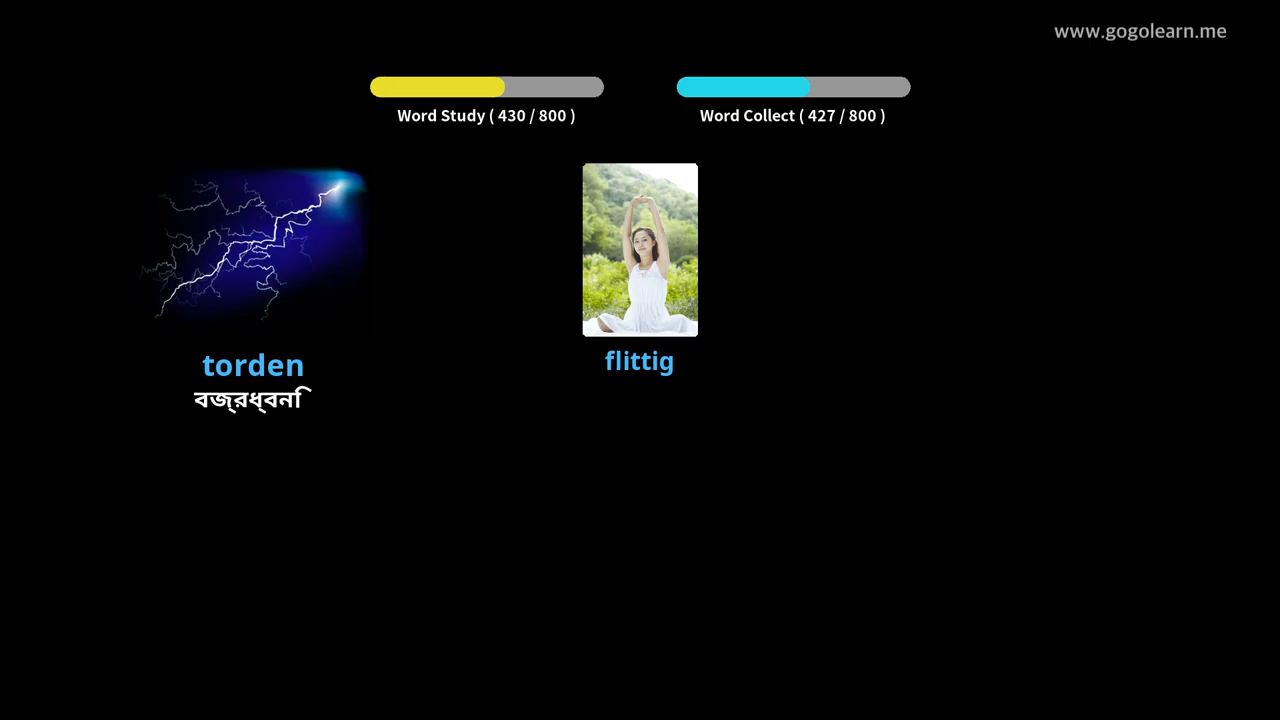 www.gogolearn.me
Word Study ( 430 / 800 )
Word Collect ( 427 / 800 )
torden
বজ্রধ্বনি
flittig